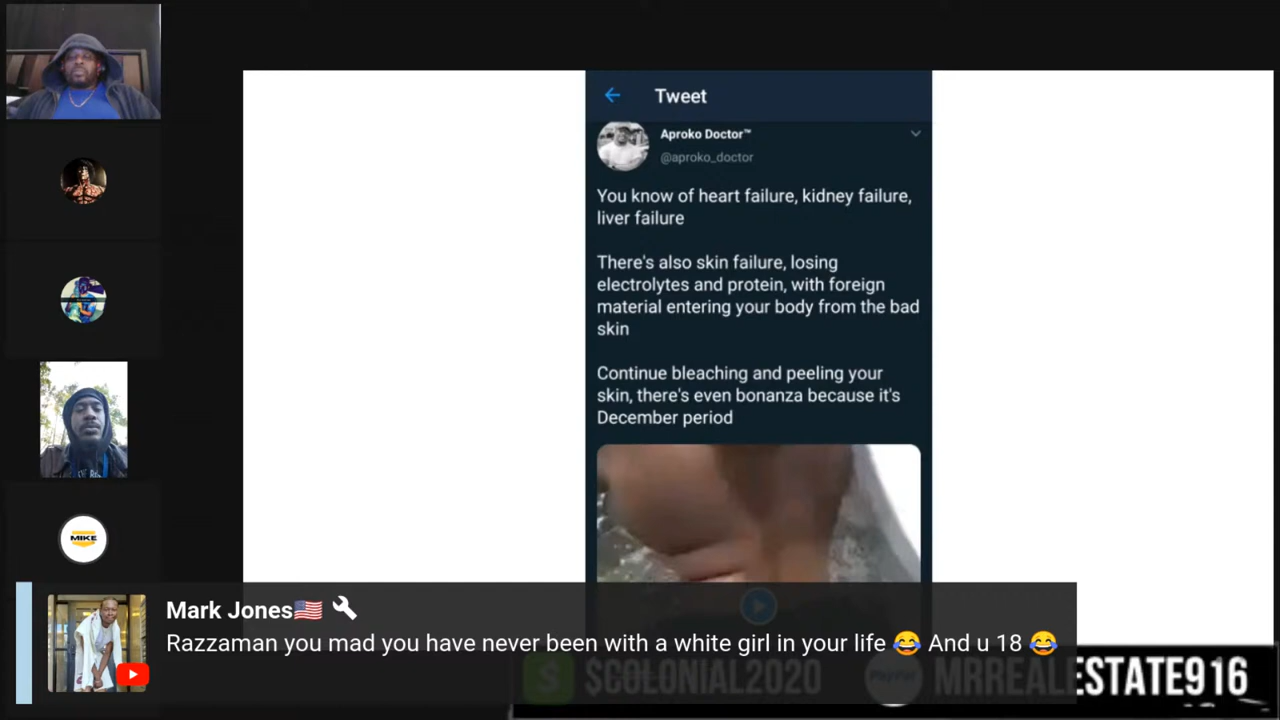 Tweet
Aproko Doctor™
@aproko_doctor
You know of heart failure, kidney failure,
liver failure
There's also skin failure, losing
electrolytes and protein, with foreign
material entering your body from the bad
skin
Continue bleaching and peeling your
skin, there's even bonanza because it's
December period
MIKE
Mark Jones🇺🇸 🔧
Razzaman you mad you have never been with a white girl in your life 😂 And u 18 😂
$ $COLONIAL2020 MRREALESTATE916